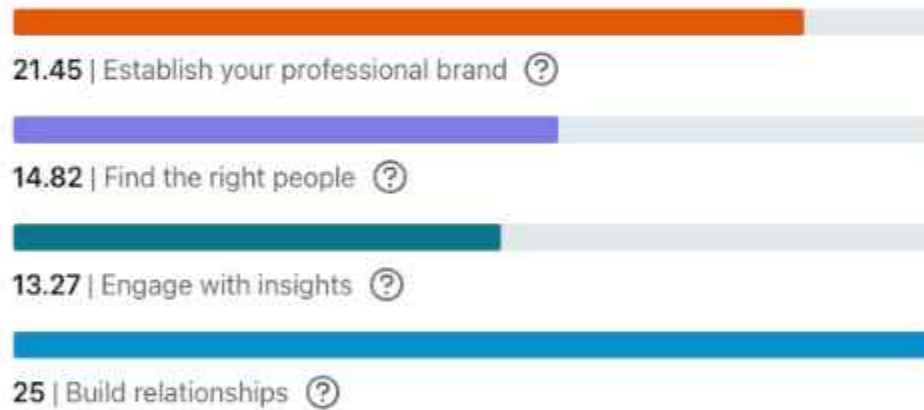 21.45 | Establish your professional brand ?
14.82 | Find the right people ?
13.27 | Engage with insights ?
25 | Build relationships ?